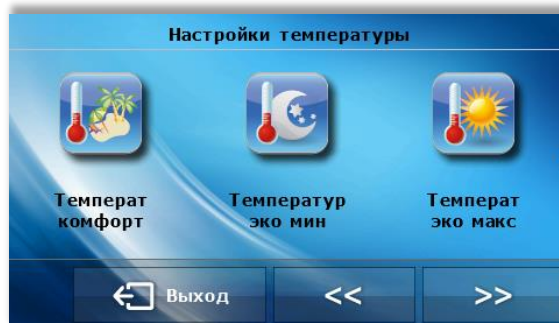 Настройки температуры
Температ комфорт
Температур эко мин
Температ эко макс
Выход
<<
>>